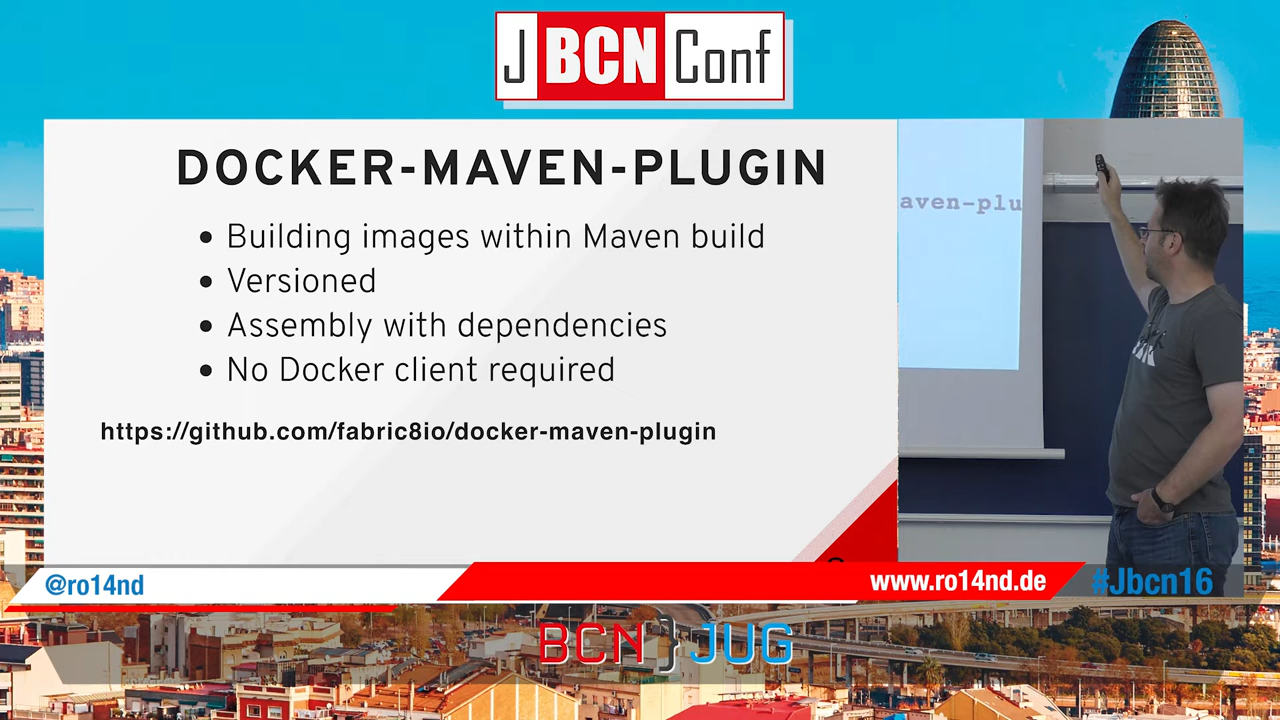 JBCNConf
DOCKER-MAVEN-PLUGIN
• Building images within Maven build
• Versioned
• Assembly with dependencies
• No Docker client required
https://github.com/fabric8io/docker-maven-plugin
aven-plu
@ro14nd
www.ro14nd.de
#Jbcn16
BCN}JUG